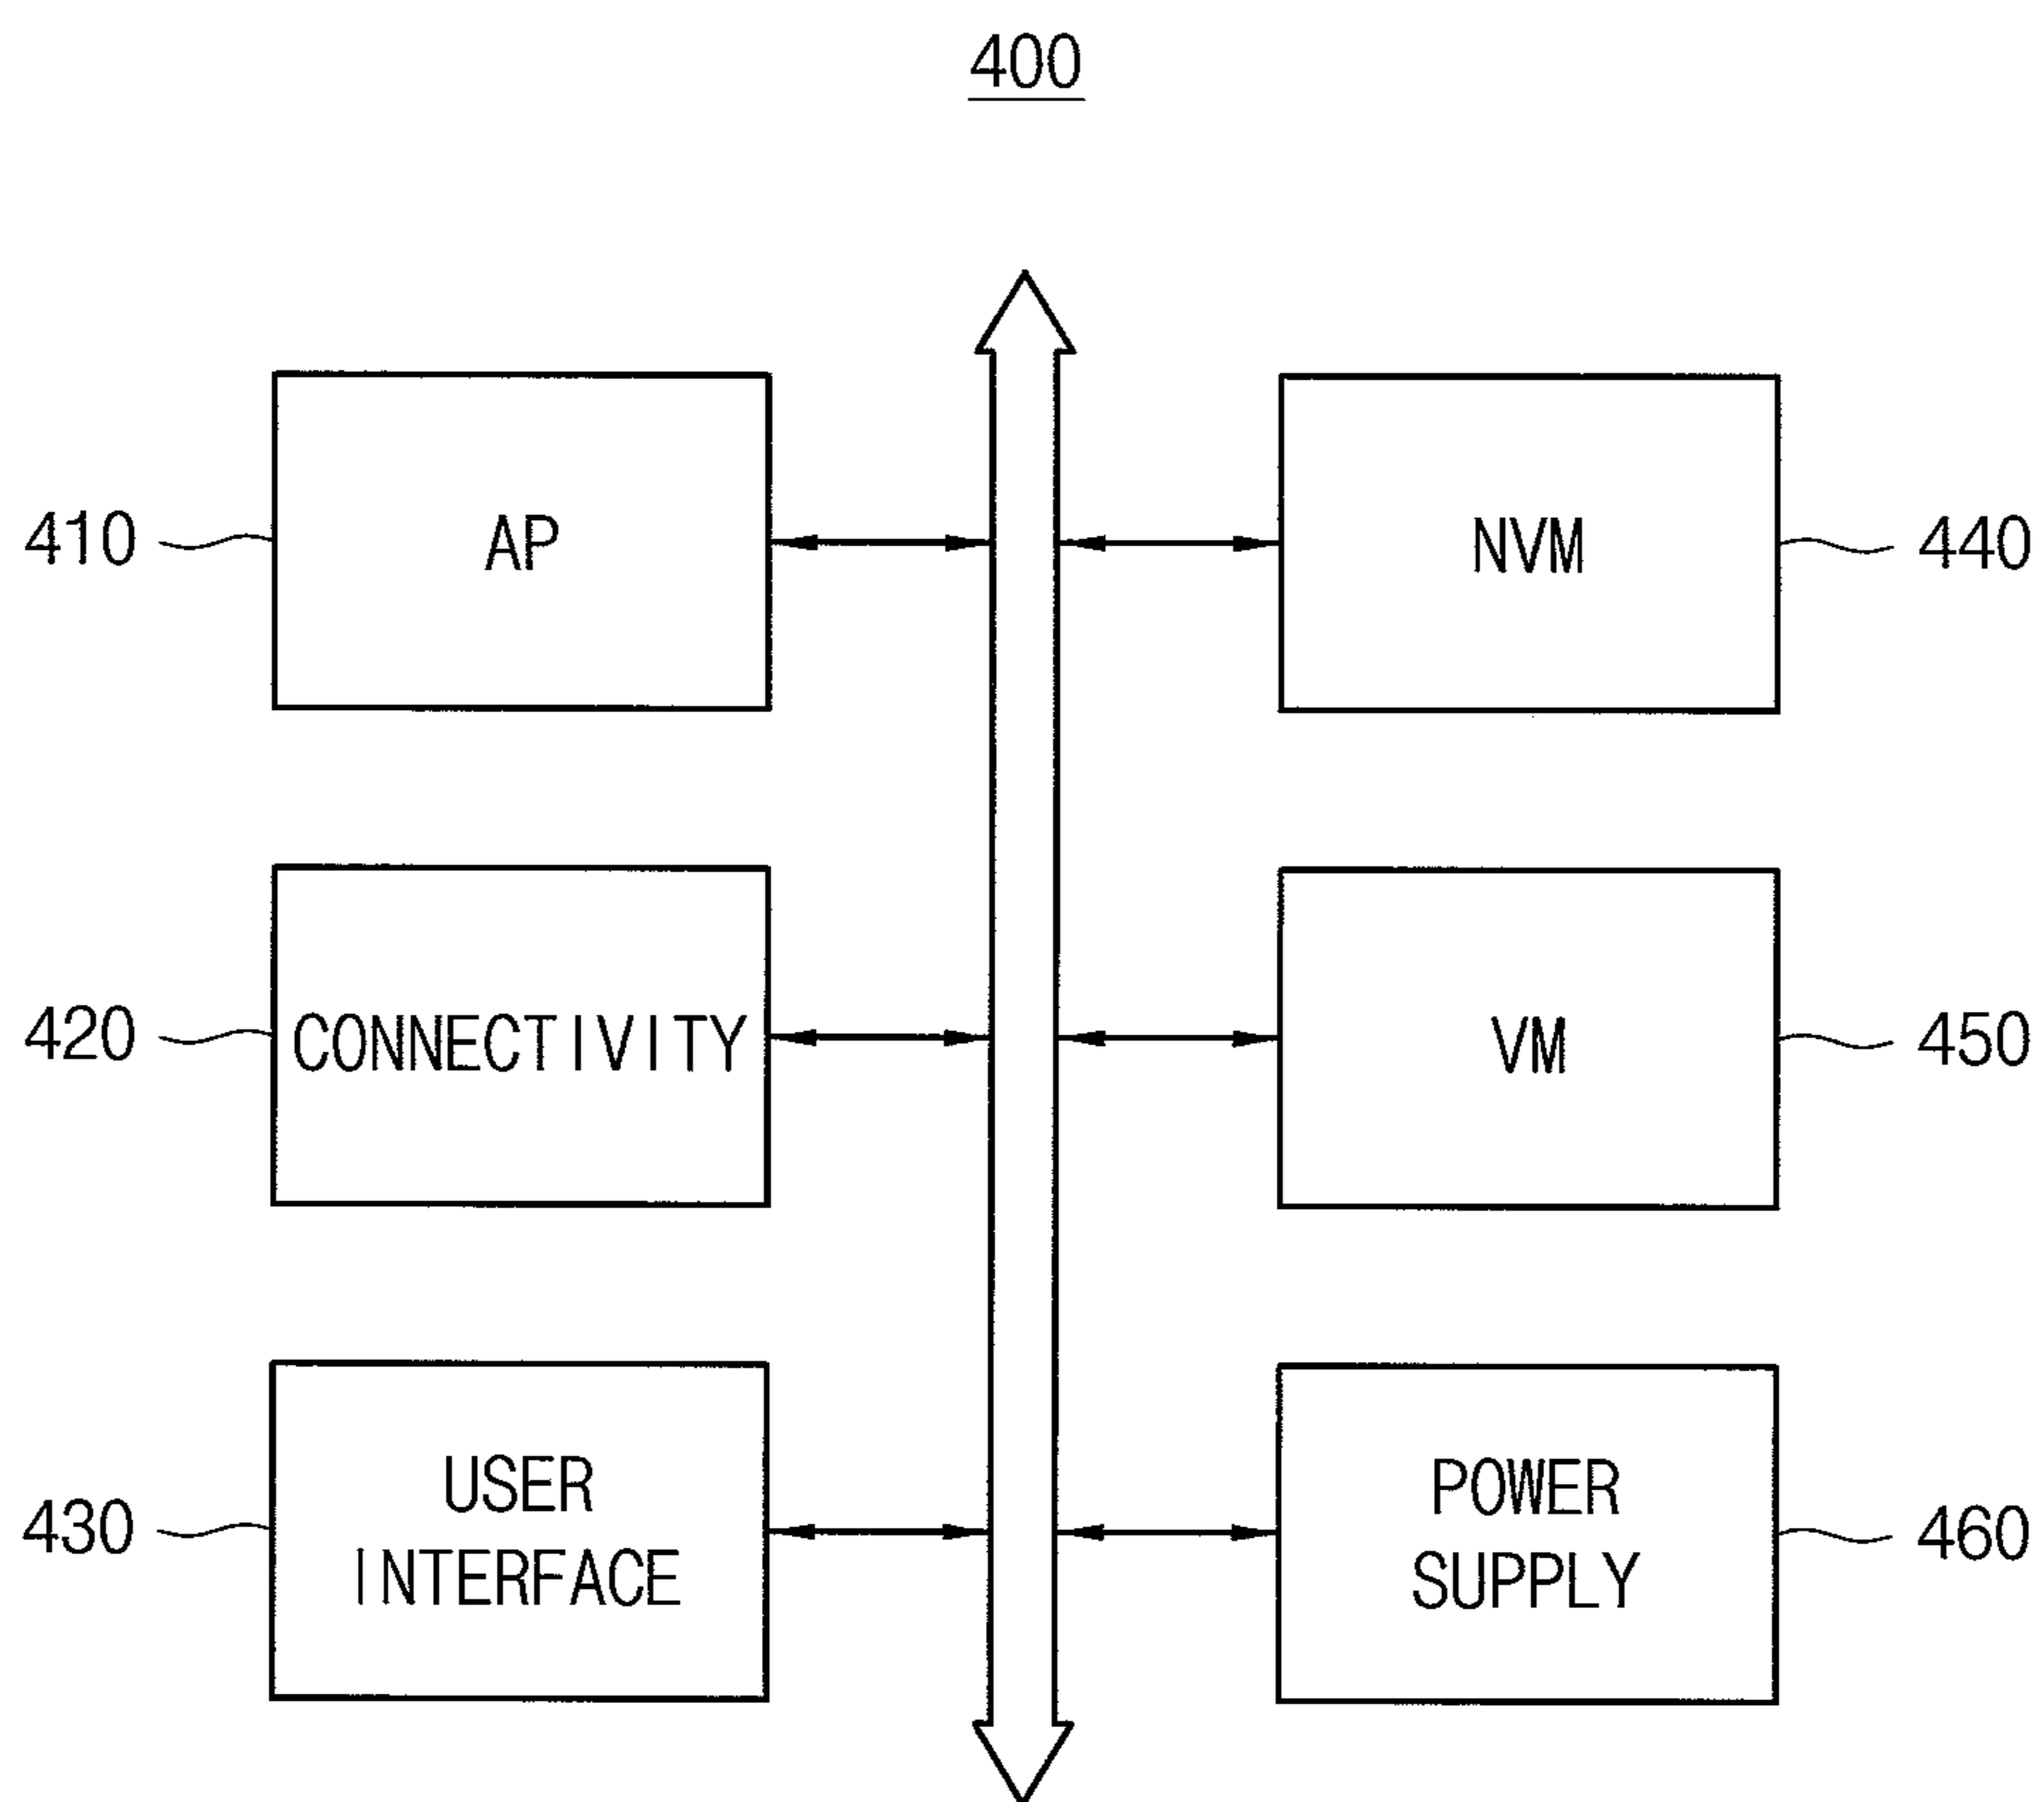 400
410
AP
NVM
440
420
CONNECTIVITY
VM
450
430
USER
INTERFACE
POWER
SUPPLY
460